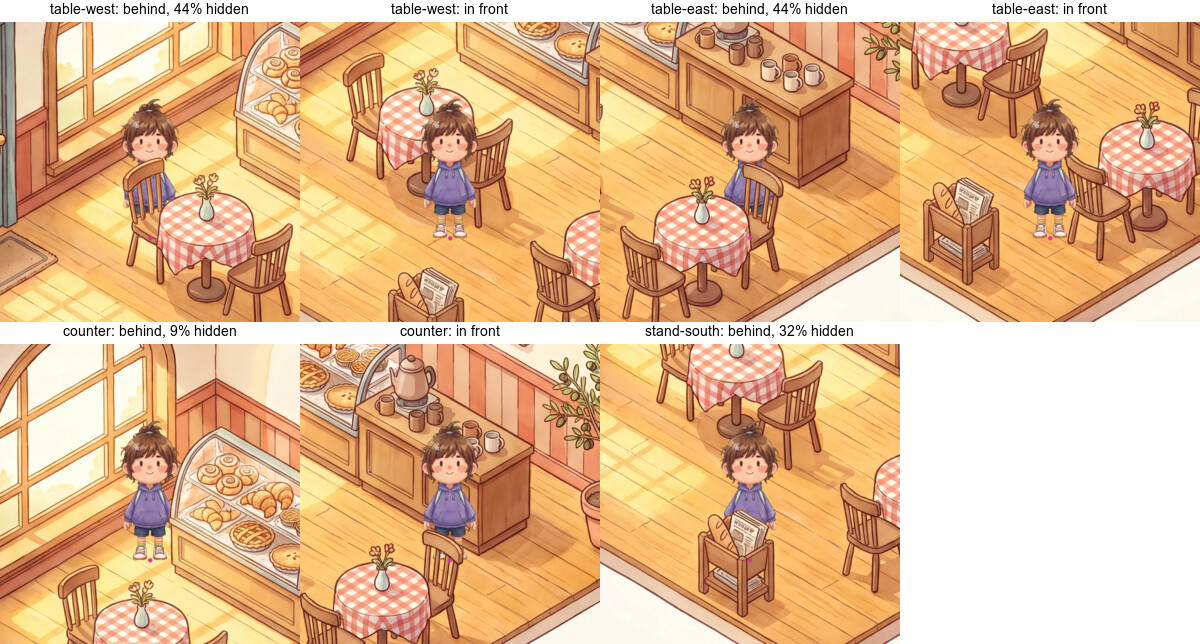 table-west: behind, 44% hidden
table-west: in front
table-east: behind, 44% hidden
table-east: in front
counter: behind, 9% hidden
counter: in front
stand-south: behind, 32% hidden